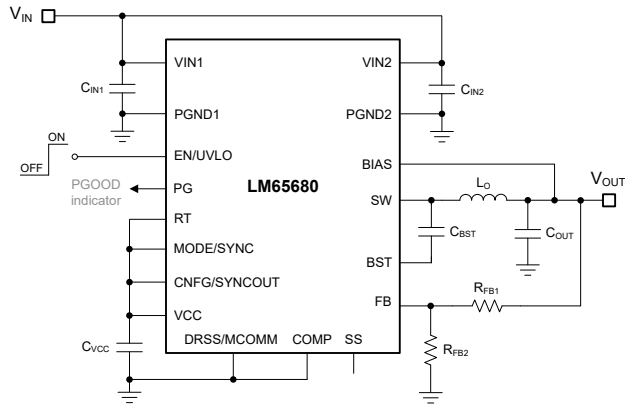 VIN
VIN1
VIN2
CIN1
CIN2
PGND1
PGND2
ON
OFF
EN/UVLO
BIAS
PGOOD
indicator
PG
LM65680
SW
LO
VOUT
RT
CBST
COUT
MODE/SYNC
BST
CNFG/SYNCOUT
FB
RFB1
VCC
CVCC
DRSS/MCOMM
COMP
SS
RFB2